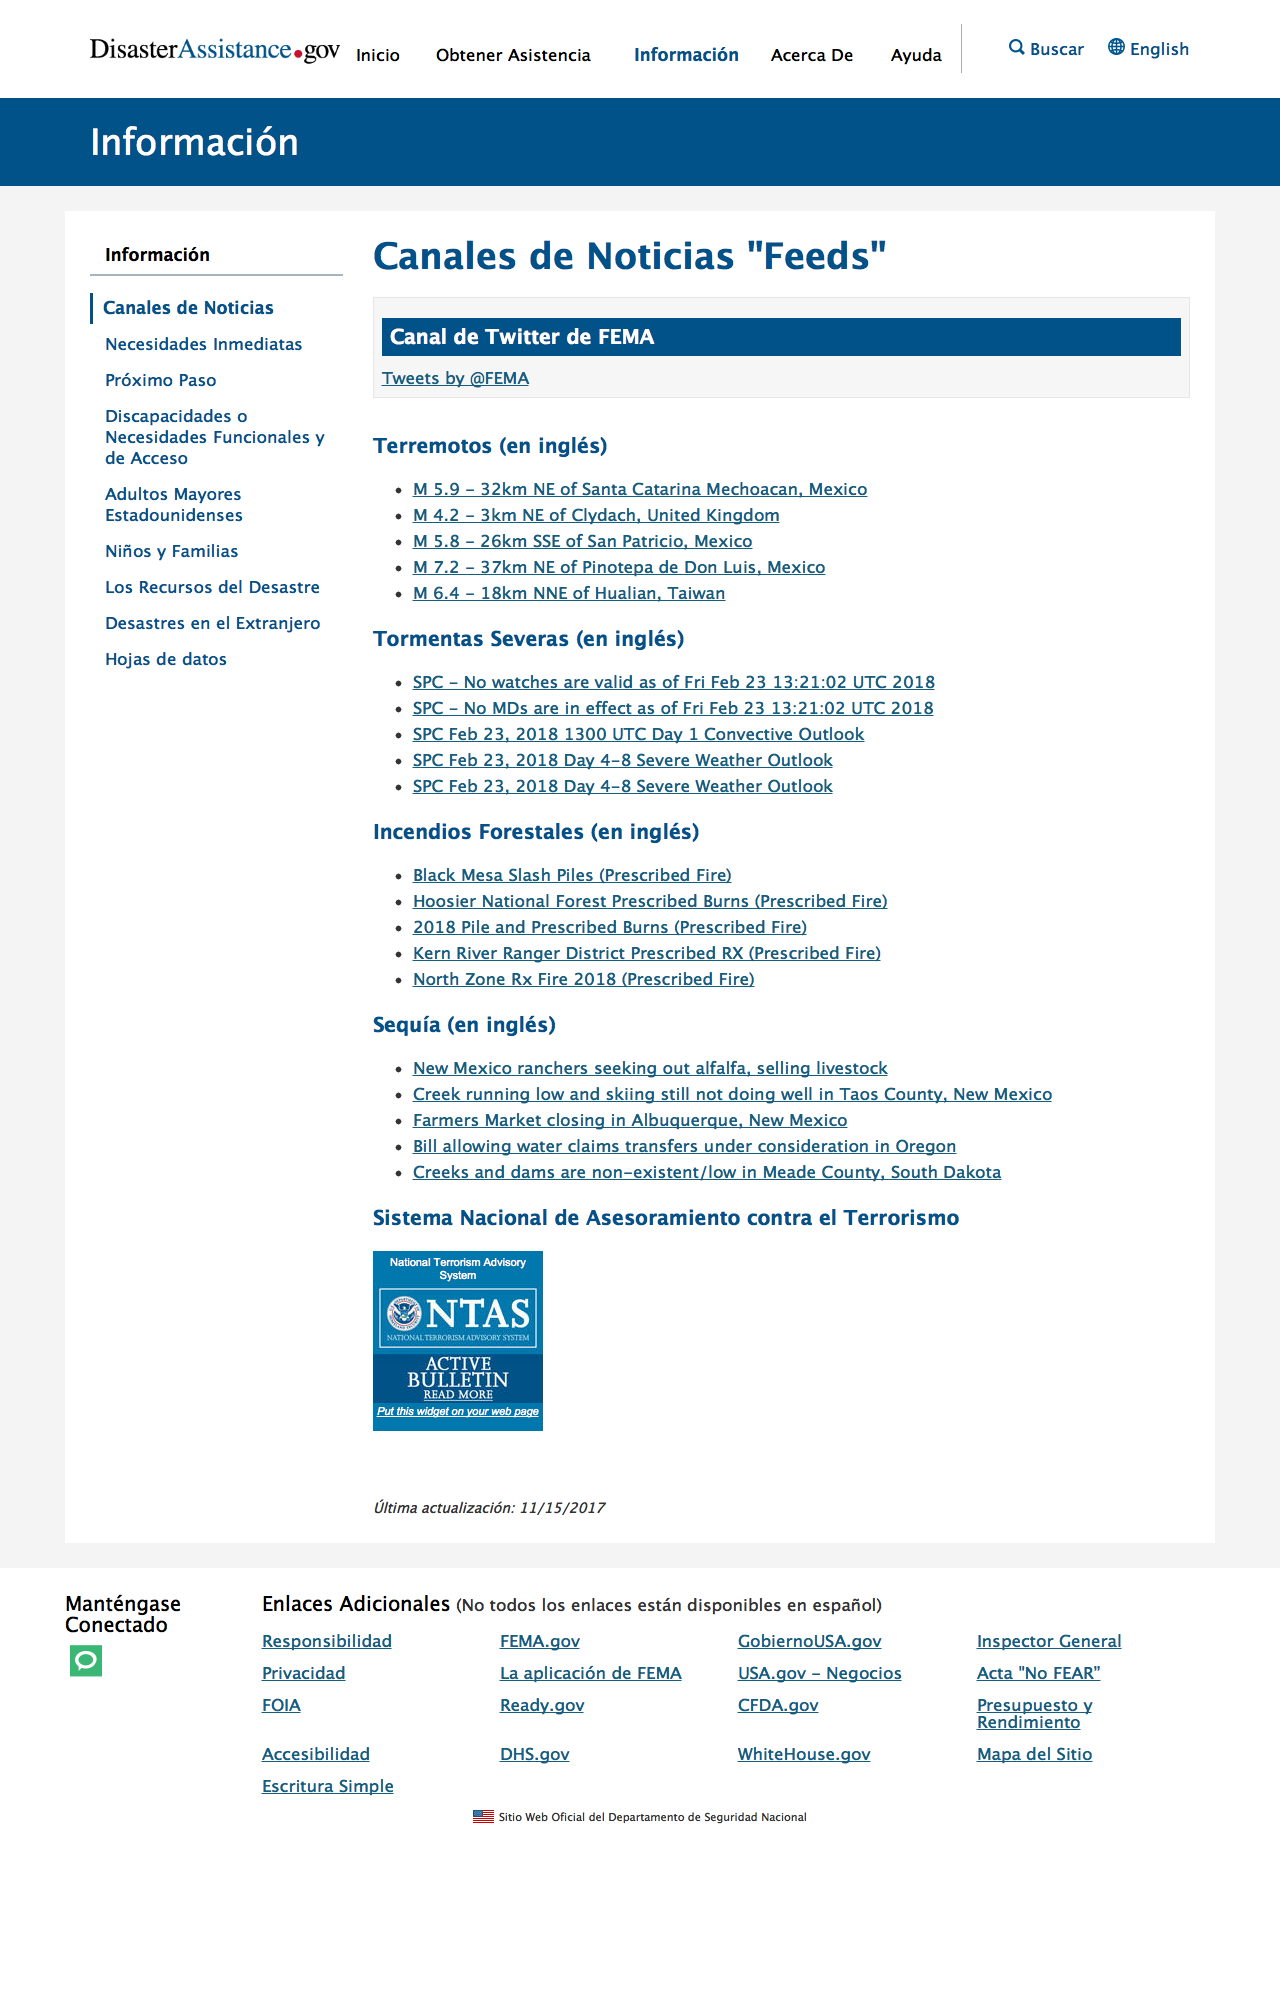 DisasterAssistance.gov
Inicio
Obtener Asistencia
Información
Acerca De
Ayuda
Buscar
English
Información
Información
Canales de Noticias
Necesidades Inmediatas
Próximo Paso
Discapacidades o
Necesidades Funcionales y
de Acceso
Adultos Mayores
Estadounidenses
Niños y Familias
Los Recursos del Desastre
Desastres en el Extranjero
Hojas de datos
Canales de Noticias "Feeds"
Canal de Twitter de FEMA
Tweets by @FEMA
Terremotos (en inglés)
M 5.9 - 32km NE of Santa Catarina Mechoacan, Mexico
M 4.2 - 3km NE of Clydach, United Kingdom
M 5.8 - 26km SSE of San Patricio, Mexico
M 7.2 - 37km NE of Pinotepa de Don Luis, Mexico
M 6.4 - 18km NNE of Hualian, Taiwan
Tormentas Severas (en inglés)
SPC - No watches are valid as of Fri Feb 23 13:21:02 UTC 2018
SPC - No MDs are in effect as of Fri Feb 23 13:21:02 UTC 2018
SPC Feb 23, 2018 1300 UTC Day 1 Convective Outlook
SPC Feb 23, 2018 Day 4-8 Severe Weather Outlook
SPC Feb 23, 2018 Day 4-8 Severe Weather Outlook
Incendios Forestales (en inglés)
Black Mesa Slash Piles (Prescribed Fire)
Hoosier National Forest Prescribed Burns (Prescribed Fire)
2018 Pile and Prescribed Burns (Prescribed Fire)
Kern River Ranger District Prescribed RX (Prescribed Fire)
North Zone Rx Fire 2018 (Prescribed Fire)
Sequía (en inglés)
New Mexico ranchers seeking out alfalfa, selling livestock
Creek running low and skiing still not doing well in Taos County, New Mexico
Farmers Market closing in Albuquerque, New Mexico
Bill allowing water claims transfers under consideration in Oregon
Creeks and dams are non-existent/low in Meade County, South Dakota
Sistema Nacional de Asesoramiento contra el Terrorismo
National Terrorism Advisory
System
NTAS
NATIONAL TERRORISM ADVISORY SYSTEM
ACTIVE
BULLETIN
READ MORE
Put this widget on your web page
Última actualización: 11/15/2017
Manténgase
Conectado
Enlaces Adicionales (No todos los enlaces están disponibles en español)
Responsibilidad
FEMA.gov
GobiernoUSA.gov
Inspector General
Privacidad
La aplicación de FEMA
USA.gov - Negocios
Acta "No FEAR”
FOIA
Ready.gov
CFDA.gov
Presupuesto y
Rendimiento
Accesibilidad
DHS.gov
WhiteHouse.gov
Mapa del Sitio
Escritura Simple
Sitio Web Oficial del Departamento de Seguridad Nacional